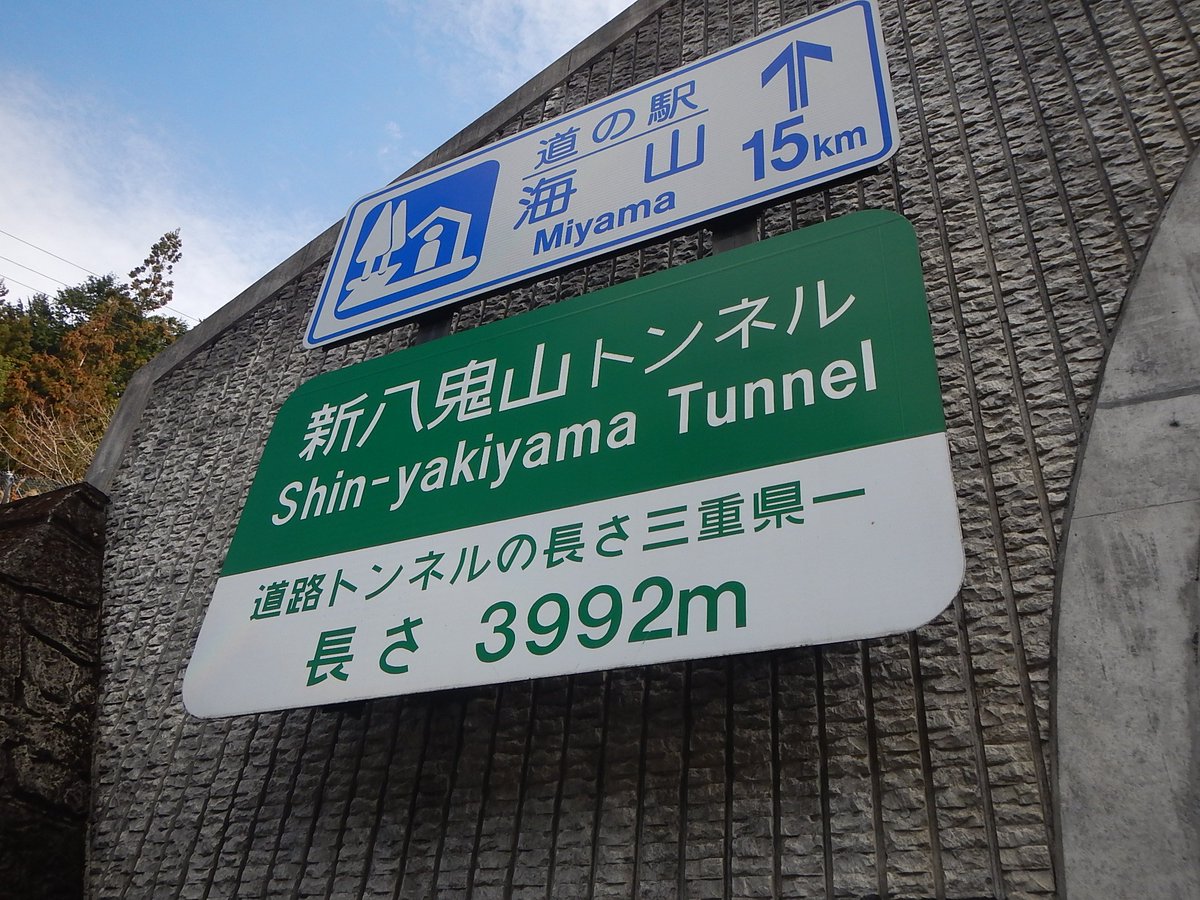 道の駅
海山
Miyama
15km
新八鬼山トンネル
Shin-yakiyama Tunnel
道路トンネルの長さ三重県一
長さ 3992m